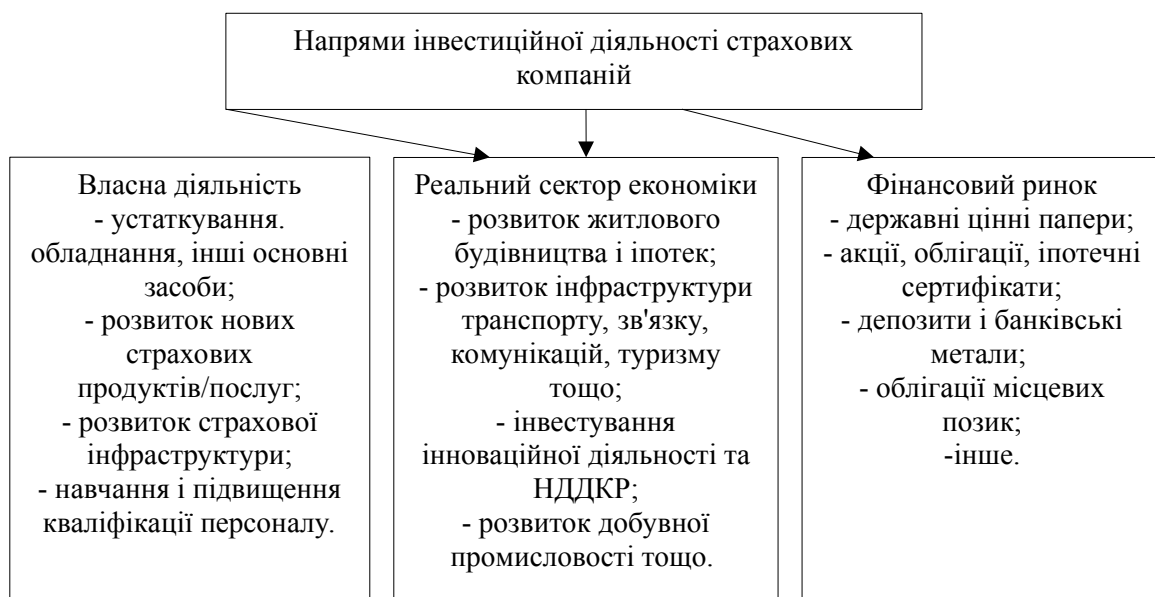 Напрями інвестиційної діяльності страхових
компаній
Власна діяльність
- устаткування.
обладнання, інші основні
засоби;
- розвиток нових
страхових
продуктів/послуг;
- розвиток страхової
інфраструктури;
- навчання і підвищення
кваліфікації персоналу.
Реальний сектор економіки
- розвиток житлового
будівництва і іпотек;
- розвиток інфраструктури
транспорту, зв'язку,
комунікацій, туризму
тощо;
- інвестування
інноваційної діяльності та
НДДКР;
- розвиток добувної
промисловості тощо.
Фінансовий ринок
- державні цінні папери;
- акції, облігації, іпотечні
сертифікати;
- депозити і банківські
метали;
- облігації місцевих
позик;
-інше.